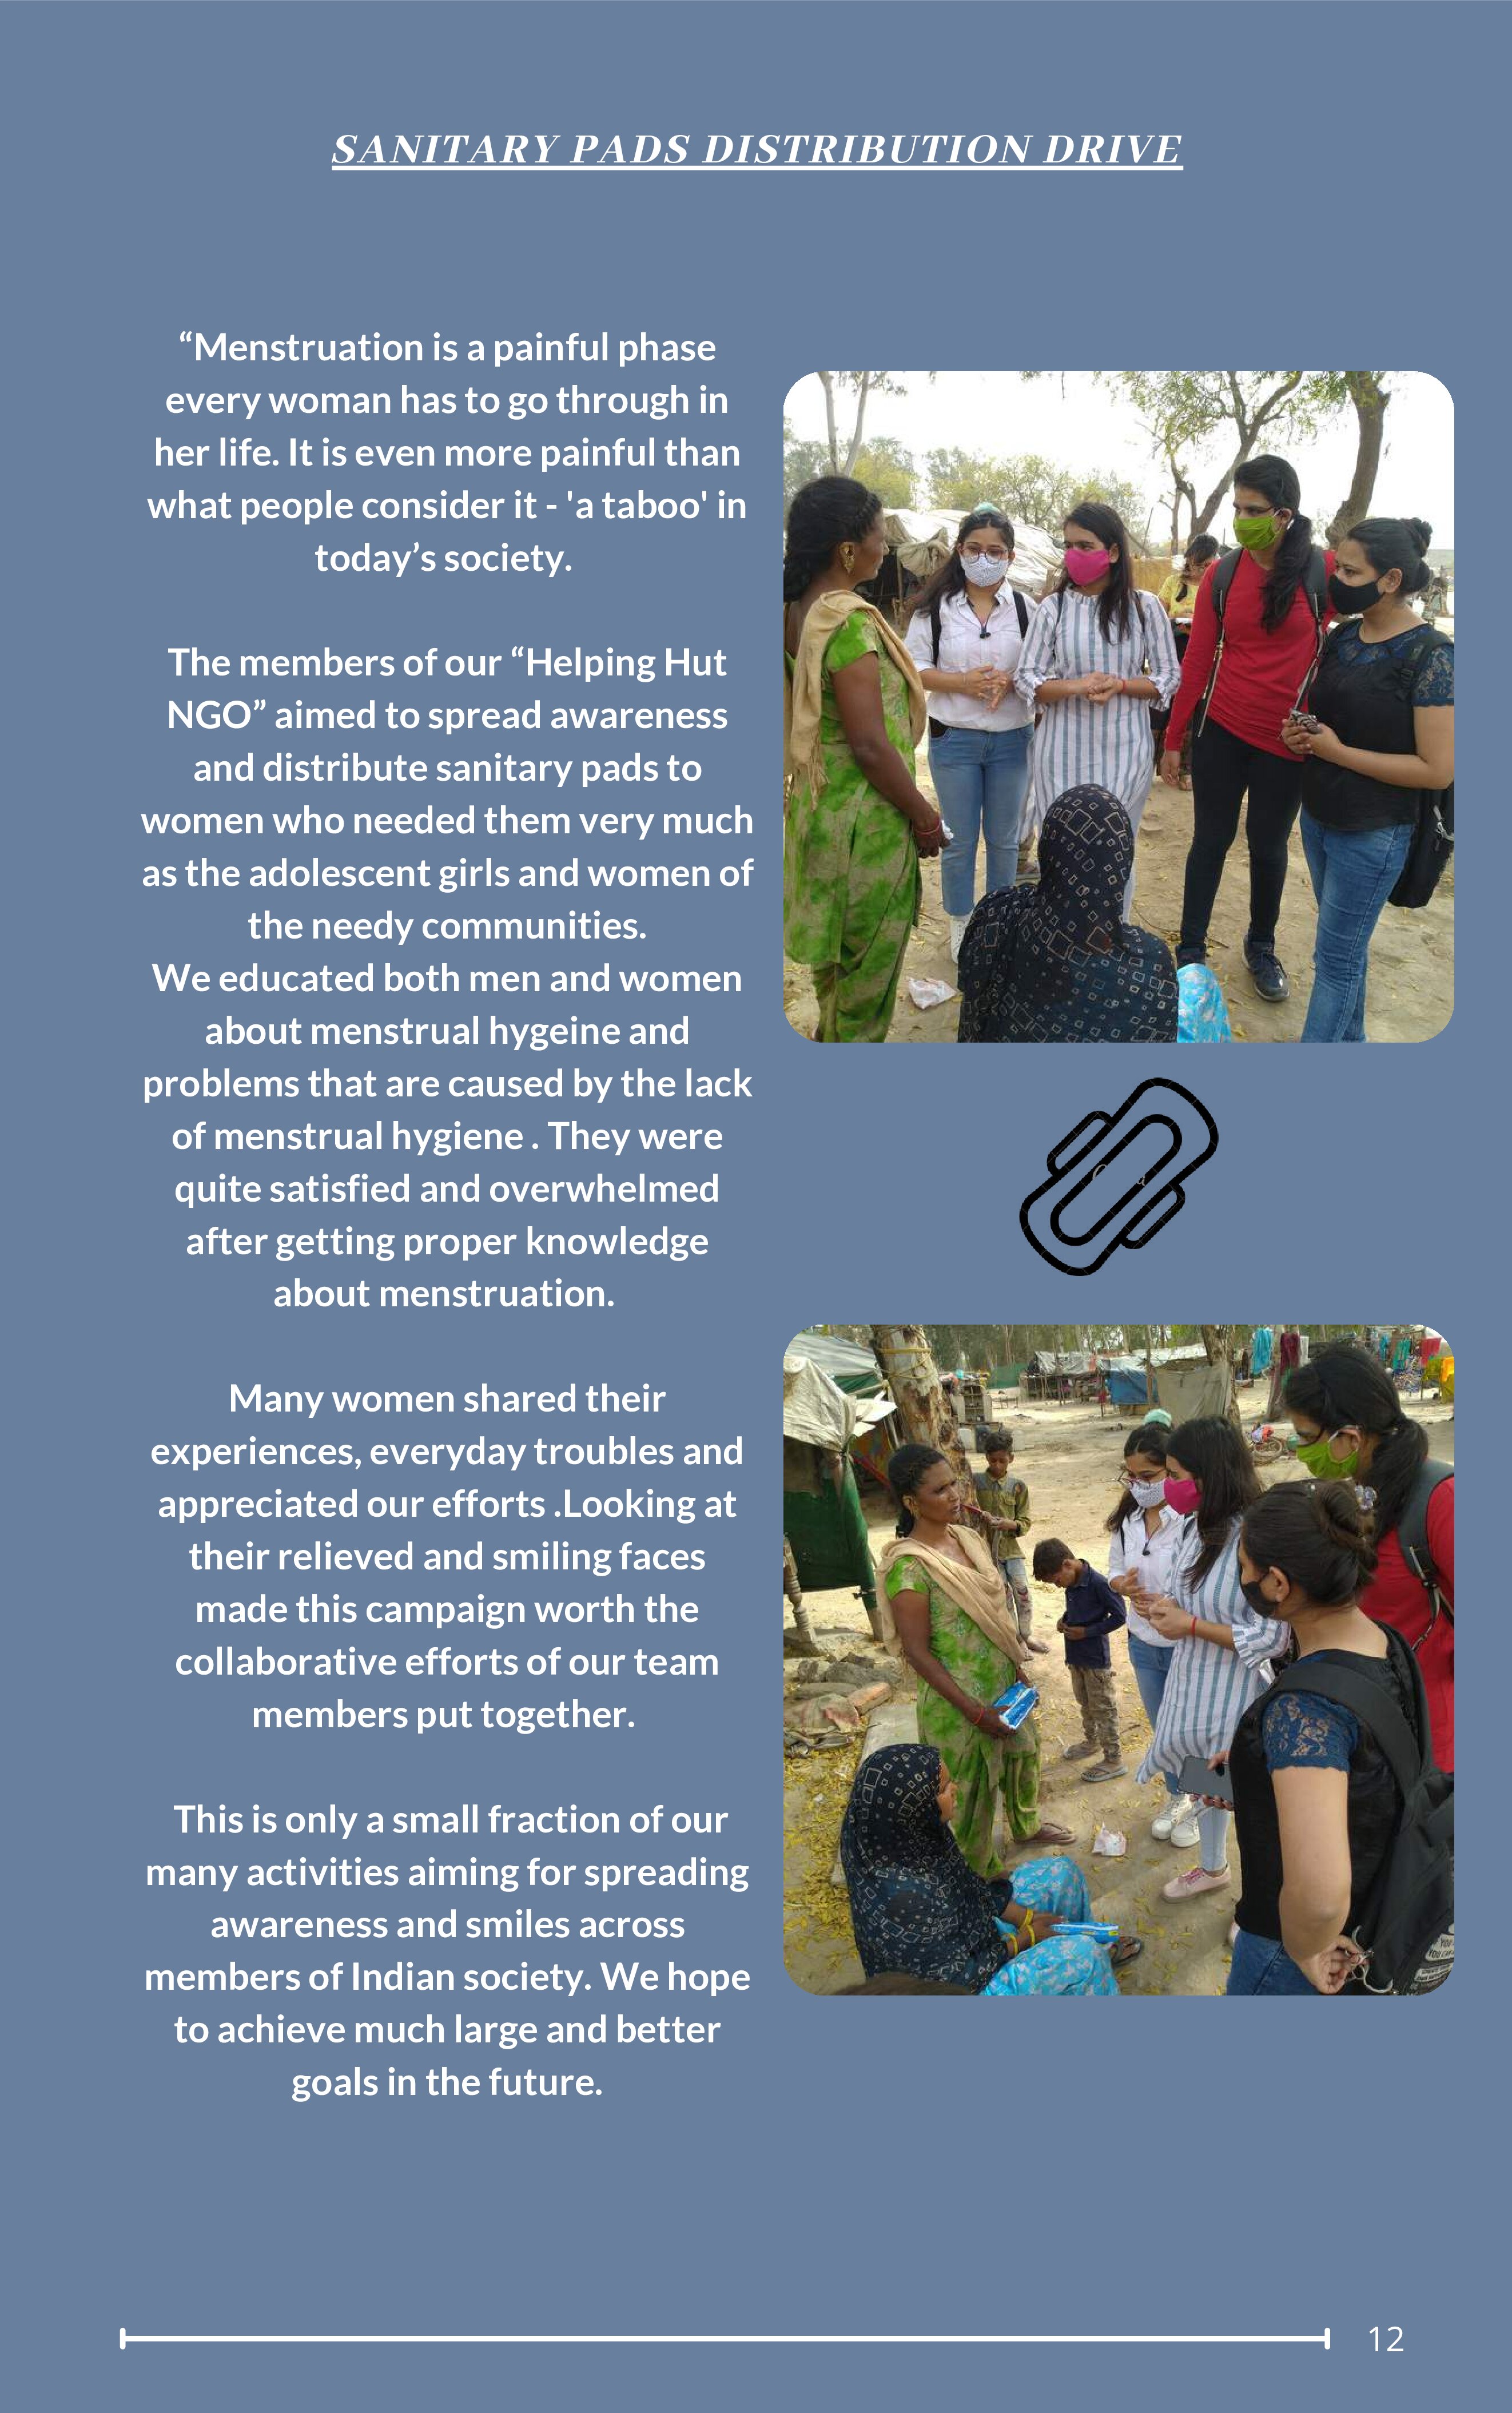 SANITARY PADS DISTRIBUTION DRIVE
“Menstruation is a painful phase
every woman has to go through in
her life. It is even more painful than
what people consider it - 'a taboo' in
today’s society.
The members of our “Helping Hut
NGO” aimed to spread awareness
and distribute sanitary pads to
women who needed them very much
as the adolescent girls and women of
the needy communities.
We educated both men and women
about menstrual hygeine and
problems that are caused by the lack
of menstrual hygiene . They were
quite satisfied and overwhelmed
after getting proper knowledge
about menstruation.
Many women shared their
experiences, everyday troubles and
appreciated our efforts .Looking at
their relieved and smiling faces
made this campaign worth the
collaborative efforts of our team
members put together.
This is only a small fraction of our
many activities aiming for spreading
awareness and smiles across
members of Indian society. We hope
to achieve much large and better
goals in the future.
12